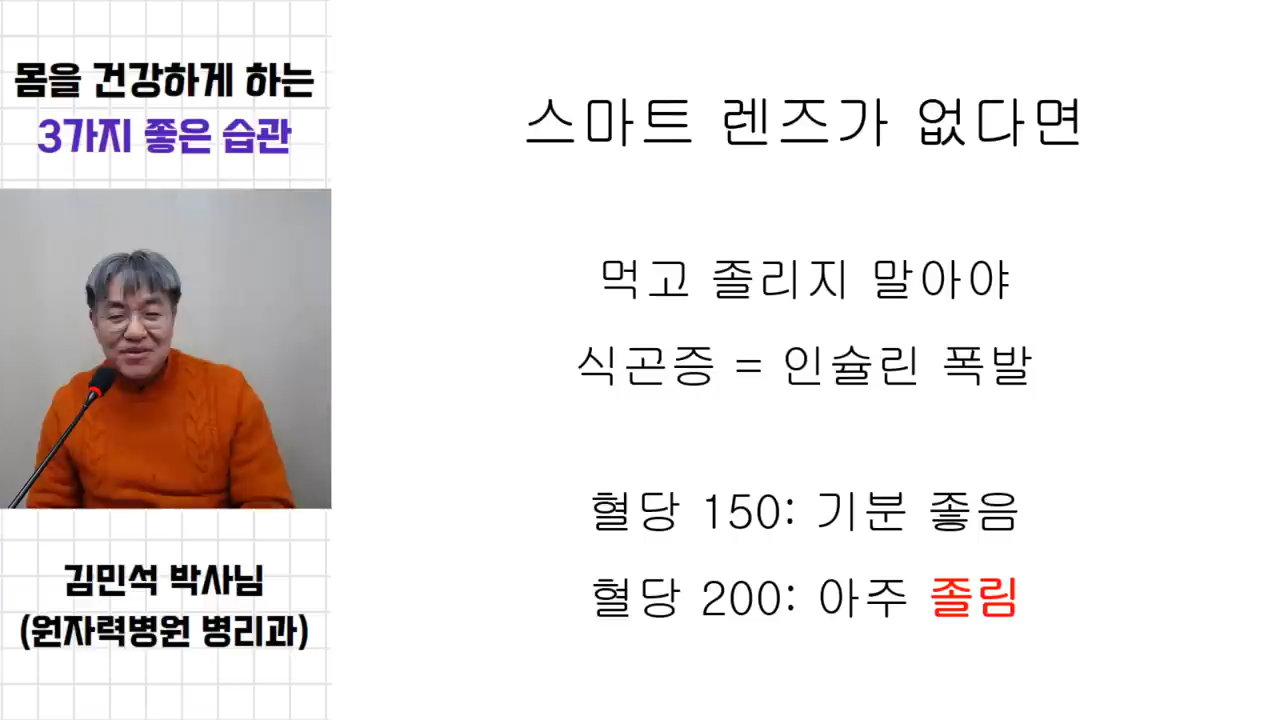 몸을 건강하게 하는
3가지 좋은 습관
김민석 박사님
(원자력병원 병리과)
스마트 렌즈가 없다면
먹고 졸리지 말아야
식곤증 = 인슐린 폭발
혈당 150: 기분 좋음
혈당 200: 아주 졸림